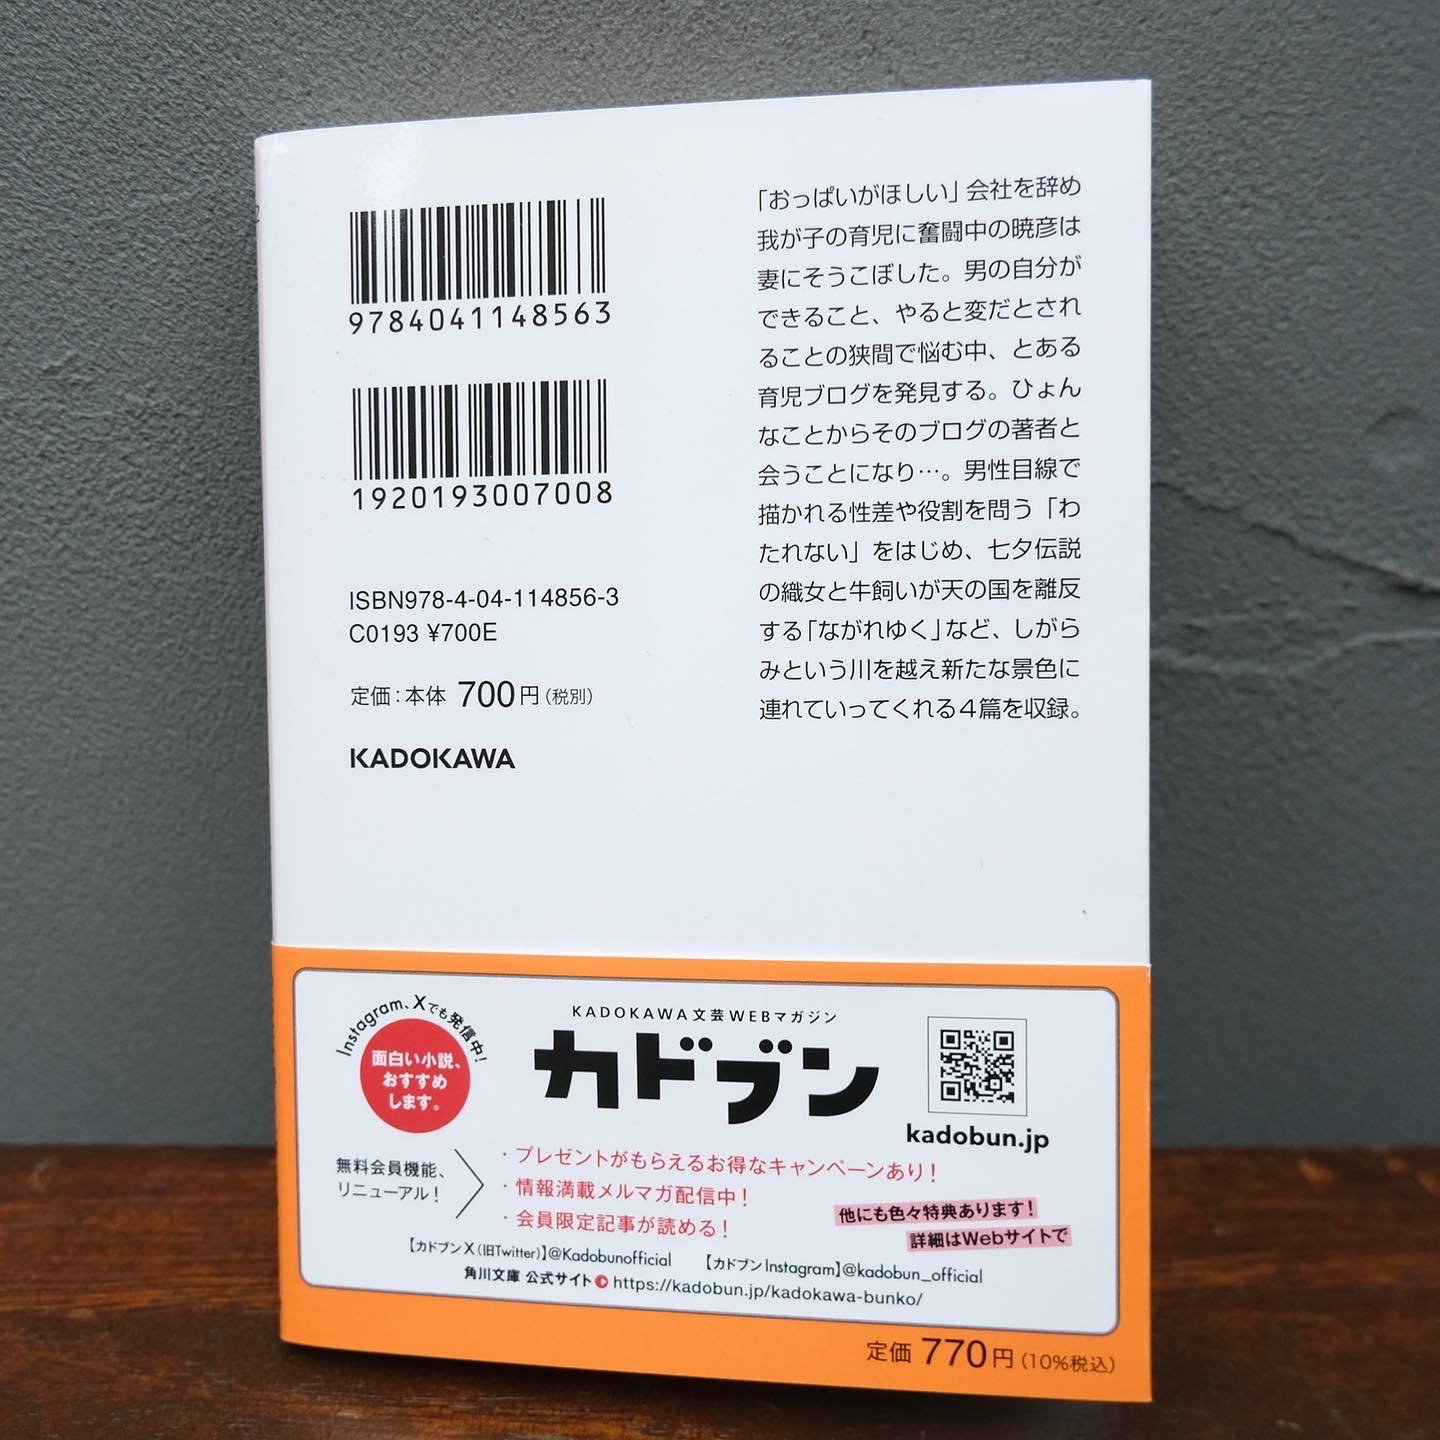 9784041148563
1920193007008
ISBN978-4-04-114856-3
C0193 ¥700E
定価：本体 700円（税別）
KADOKAWA
「おっぱいがほしい」会社を辞め
我が子の育児に奮闘中の暁彦は
妻にそうこぼした。男の自分が
できること、やると変だとされ
ることの狭間で悩む中、とある
育児ブログを発見する。ひょん
なことからそのブログの著者と
会うことになり…。男性目線で
描かれる性差や役割を問う「わ
たれない」をはじめ、七夕伝説
の織女と牛飼いが天の国を離反
する「ながれゆく」など、しがら
みという川を越え新たな景色に
連れていってくれる４篇を収録。
Instagram、Xでも発信中！
面白い小説、
おすすめ
します。
KADOKAWA文芸WEBマガジン
カドブン
kadobun.jp
無料会員機能、
リニューアル！
・プレゼントがもらえるお得なキャンペーンあり！
・情報満載メルマガ配信中！
・会員限定記事が読める！
他にも色々特典あります！
詳細はWebサイトで
【カドブンX（旧Twitter）】@Kadobunofficial 【カドブンInstagram】@kadobun_official
角川文庫 公式サイト https://kadobun.jp/kadokawa-bunko/
定価 770円（10%税込）